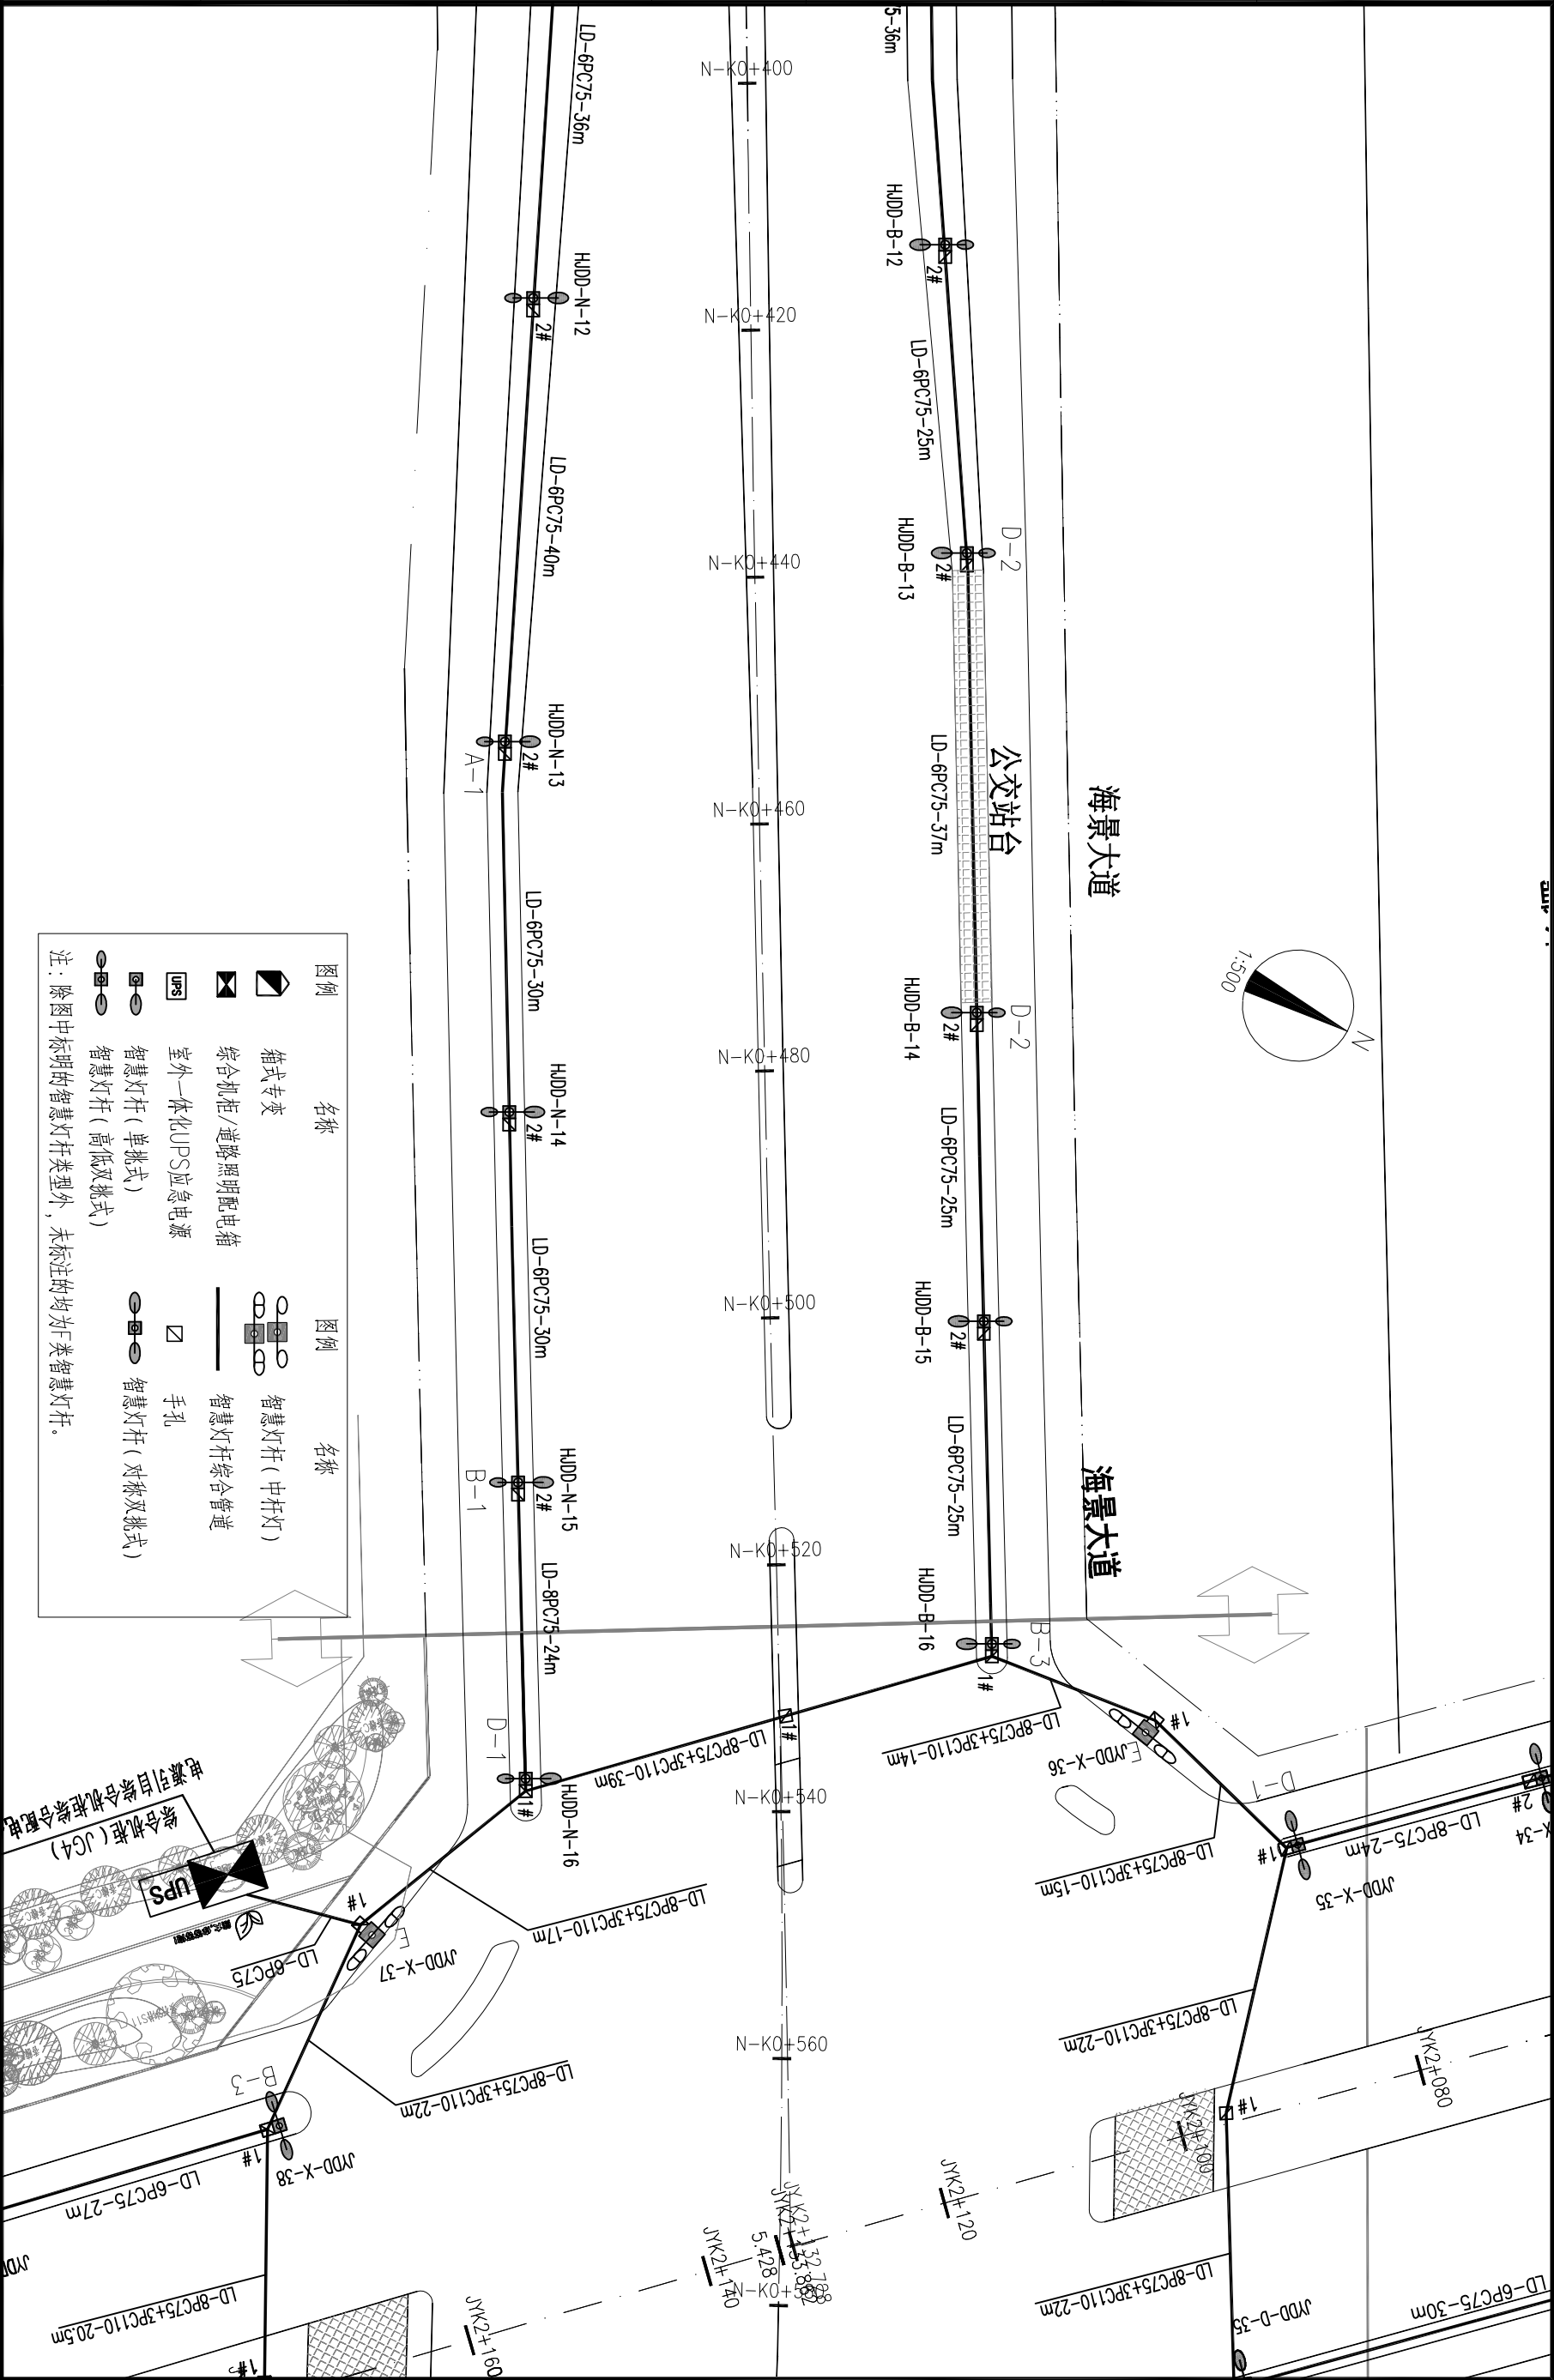 LD-6PC75-36m
N-K0+400
5-36m
HJDD-B-12
2#
HJDD-N-12
2#
N-K0+420
LD-6PC75-25m
LD-6PC75-40m
HJDD-B-13
2#
D-2
N-K0+440
HJDD-N-13
2#
A-1
N-K0+460
LD-6PC75-37m
公交站台
海景大道
LD-6PC75-30m
HJDD-B-14
2#
D-2
1:500
N
N-K0+480
HJDD-N-14
2#
LD-6PC75-25m
LD-6PC75-30m
N-K0+500
HJDD-B-15
2#
LD-6PC75-25m
海景大道
HJDD-N-15
2#
B-1
N-K0+520
LD-8PC75-24m
HJDD-B-16
1#
B-3
图例
名称
图例
名称
箱式专变
智慧灯杆(中杆灯)
综合机柜/道路照明配电箱
智慧灯杆综合管道
UPS
室外一体化UPS应急电源
手孔
智慧灯杆(单挑式)
智慧灯杆(对称双挑式)
智慧灯杆(高低双挑式)
注:除图中标明的智慧灯杆类型外,未标注的均为F类智慧灯杆。
D-1
HJDD-N-16
1#
1#
LD-8PC75+3PC110-39m
LD-8PC75+3PC110-14m
1#
E
JYDD-X-36
N-K0+540
D-1
1#
JYDD-X-35
LD-8PC75-24m
2#
X-34
LD-8PC75+3PC110-15m
电源引自综合机柜综合配电
综合机柜(JG4)
UPS
1#
E
JYDD-X-37
LD-6PC75
LD-8PC75+3PC110-17m
LD-8PC75+3PC110-22m
N-K0+560
LD-8PC75+3PC110-22m
B-3
1#
JYDD-X-38
LD-6PC75-27m
JYK2+080
1#
JYK2+100
JYK2+120
JYK2+132.788
5.428
JYK2+140
JYK2+160
LD-8PC75+3PC110-20.5m
1#
LD-8PC75+3PC110-22m
JYDD-D-35
LD-6PC75-30m